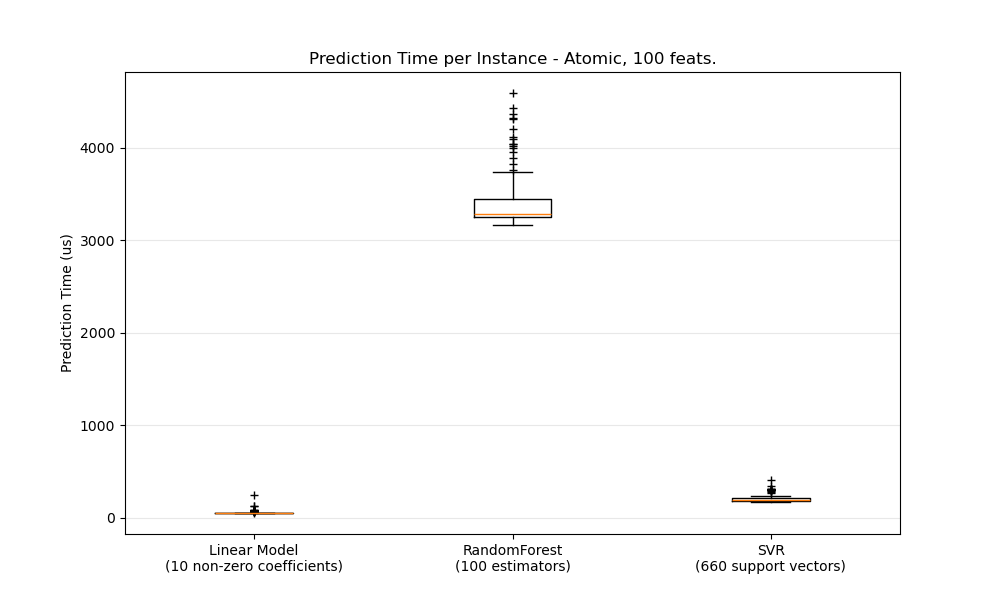 Prediction Time per Instance - Atomic, 100 feats.
Prediction Time (us)
4000
3000
2000
1000
0
Linear Model
(10 non-zero coefficients)
RandomForest
(100 estimators)
SVR
(660 support vectors)